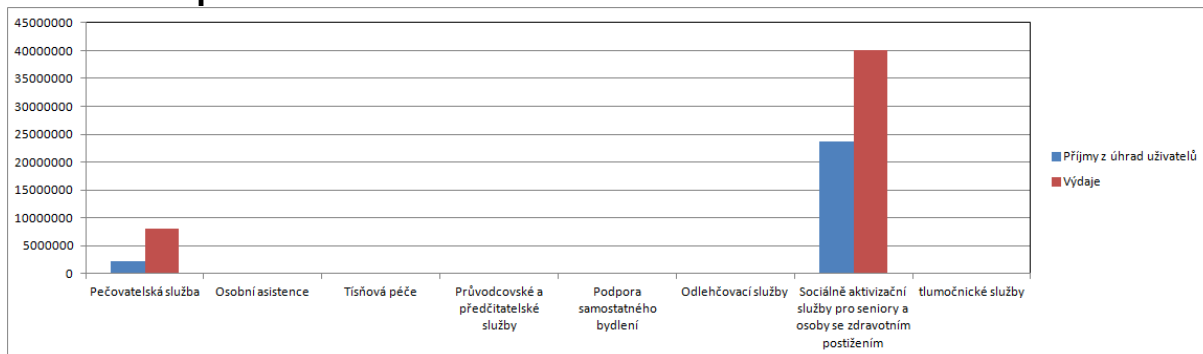 45000000
40000000
35000000
30000000
25000000
20000000
15000000
10000000
5000000
0
Pečovatelská služba
Osobní asistence
Tísňová péče
Průvodcovské a
předčitatelské
služby
Podpora
samostatného
bydlení
Odlehčovací služby
Sociálně aktivizační
služby pro seniory a
osoby se zdravotním
postižením
tlumočnické služby
Příjmy z úhrad uživatelů
Výdaje